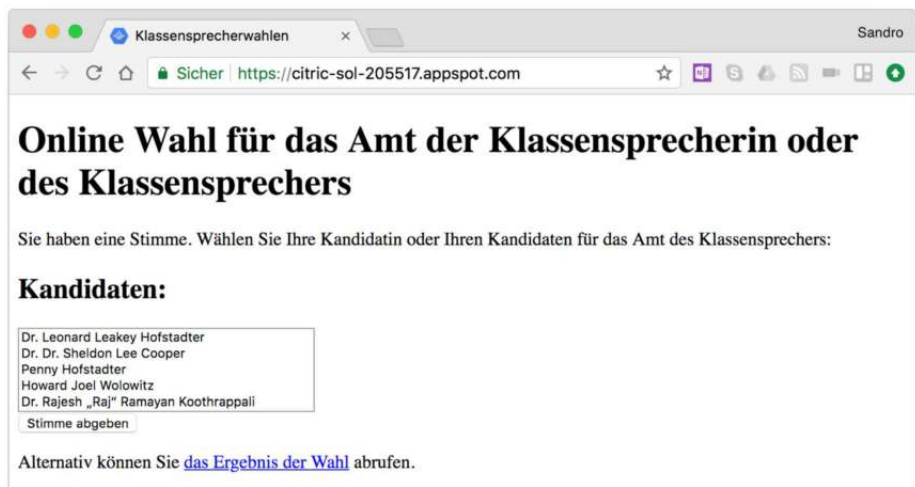 Klassensprecherwahlen
Sandro
Sicher https://citric-sol-205517.appspot.com
Online Wahl für das Amt der Klassensprecherin oder
des Klassensprechers
Sie haben eine Stimme. Wählen Sie Ihre Kandidatin oder Ihren Kandidaten für das Amt des Klassensprechers:
Kandidaten:
Dr. Leonard Leakey Hofstadter
Dr. Dr. Sheldon Lee Cooper
Penny Hofstadter
Howard Joel Wolowitz
Dr. Rajesh „Raj“ Ramayan Koothrappali
Stimme abgeben
Alternativ können Sie das Ergebnis der Wahl abrufen.